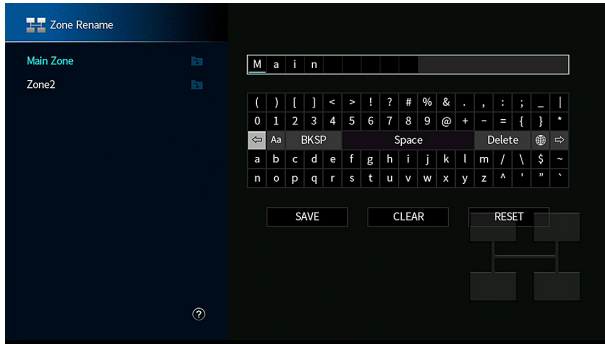 Zone Rename
Main Zone
Zone2
M a i n
( ) [ ] < > ! ? # % & . , : ; _ |
0 1 2 3 4 5 6 7 8 9 @ + - = { } *
⇦ Aa BKSP Space Delete 🌐 ⇨
a b c d e f g h i j k l m / \ $ ~
n o p q r s t u v w x y z ^ ' " `
SAVE CLEAR RESET
?